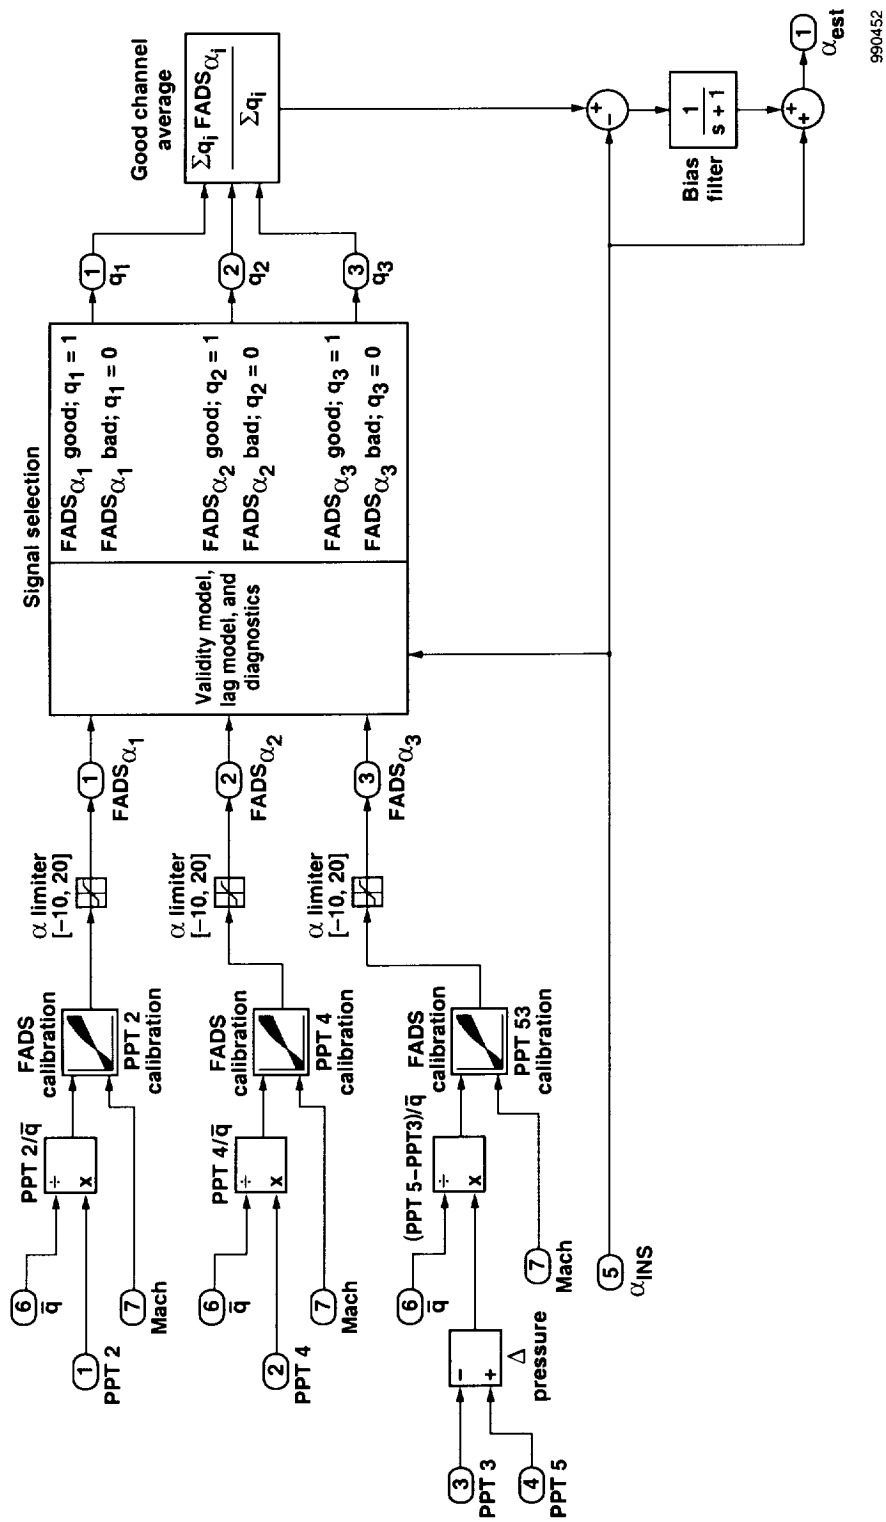 6
q̄
PPT 2/q̄
÷
x
1
PPT 2
7
Mach
FADS
calibration
PPT 2
calibration
α limiter
[−10, 20]
1
FADSα1
6
q̄
PPT 4/q̄
÷
x
2
PPT 4
7
Mach
FADS
calibration
PPT 4
calibration
α limiter
[−10, 20]
2
FADSα2
3
PPT 3
4
PPT 5
−
+
Δ
pressure
6
q̄
(PPT 5−PPT3)/q̄
÷
x
7
Mach
FADS
calibration
PPT 53
calibration
α limiter
[−10, 20]
3
FADSα3
5
αINS
Signal selection
Validity model,
lag model, and
diagnostics
FADSα1 good; q1 = 1
FADSα1 bad; q1 = 0
FADSα2 good; q2 = 1
FADSα2 bad; q2 = 0
FADSα3 good; q3 = 1
FADSα3 bad; q3 = 0
1
q1
2
q2
3
q3
Good channel
average
Σqi FADSαi
Σqi
+
−
1
s + 1
Bias
filter
+
+
1
αest
990452